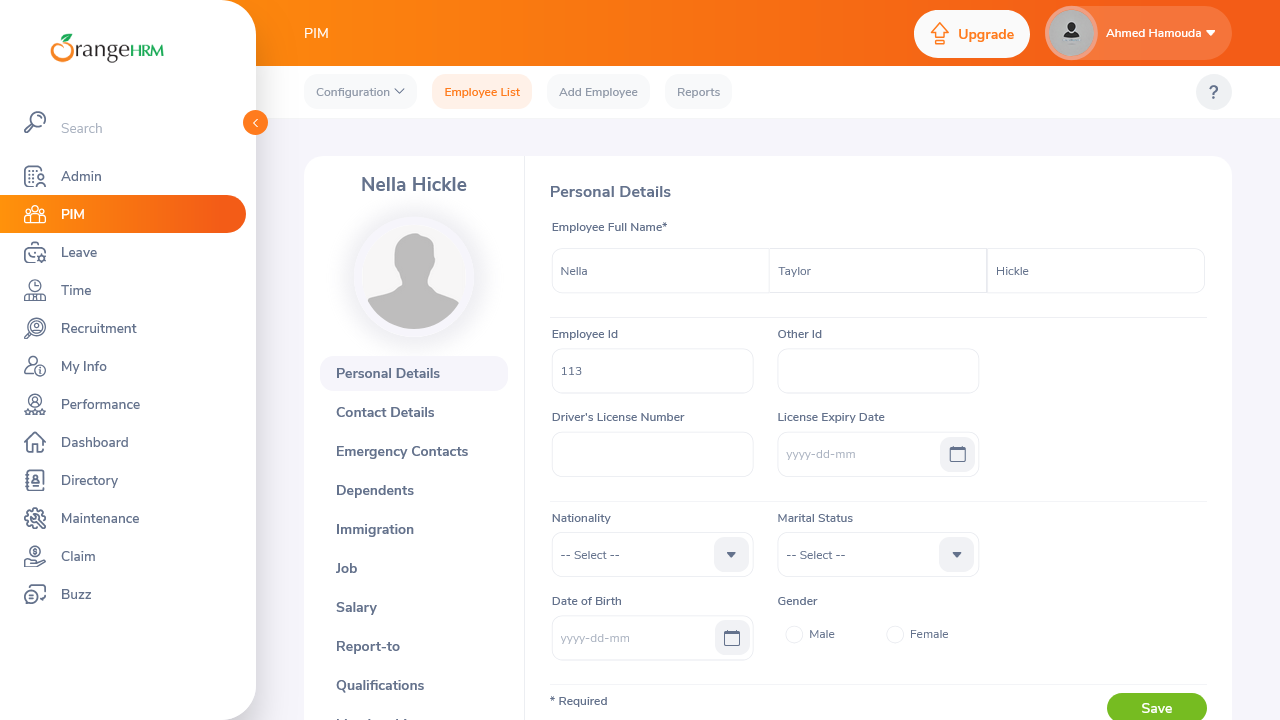 OrangeHRM
PIM
Upgrade
Ahmed Hamouda
Configuration
Employee List
Add Employee
Reports
?
Search
Admin
PIM
Leave
Time
Recruitment
My Info
Performance
Dashboard
Directory
Maintenance
Claim
Buzz
Nella Hickle
Personal Details
Contact Details
Emergency Contacts
Dependents
Immigration
Job
Salary
Report-to
Qualifications
Personal Details
Employee Full Name*
Nella
Taylor
Hickle
Employee Id
Other Id
113
Driver's License Number
License Expiry Date
yyyy-dd-mm
Nationality
Marital Status
-- Select --
-- Select --
Date of Birth
Gender
yyyy-dd-mm
Male
Female
* Required
Save